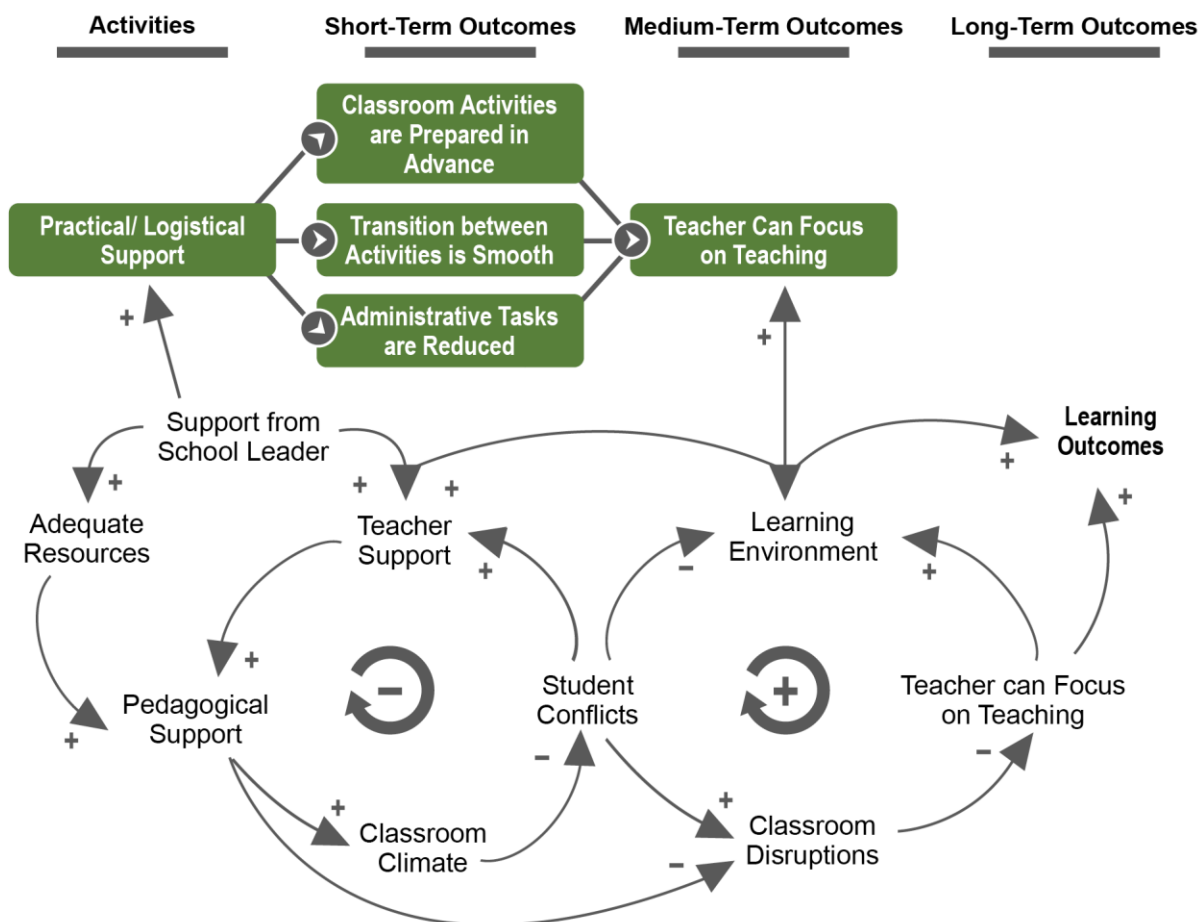 Activities
Short-Term Outcomes
Medium-Term Outcomes
Long-Term Outcomes
Classroom Activities
are Prepared in
Advance
Practical/ Logistical
Support
Transition between
Activities is Smooth
Teacher Can Focus
on Teaching
Administrative Tasks
are Reduced
+
+
Support from
School Leader
Learning
Outcomes
+
+
+
+
+
Adequate
Resources
Teacher
Support
Learning
Environment
+
−
+
+
−
+
Pedagogical
Support
Student
Conflicts
Teacher can Focus
on Teaching
+
−
−
+
+
Classroom
Climate
Classroom
Disruptions
−